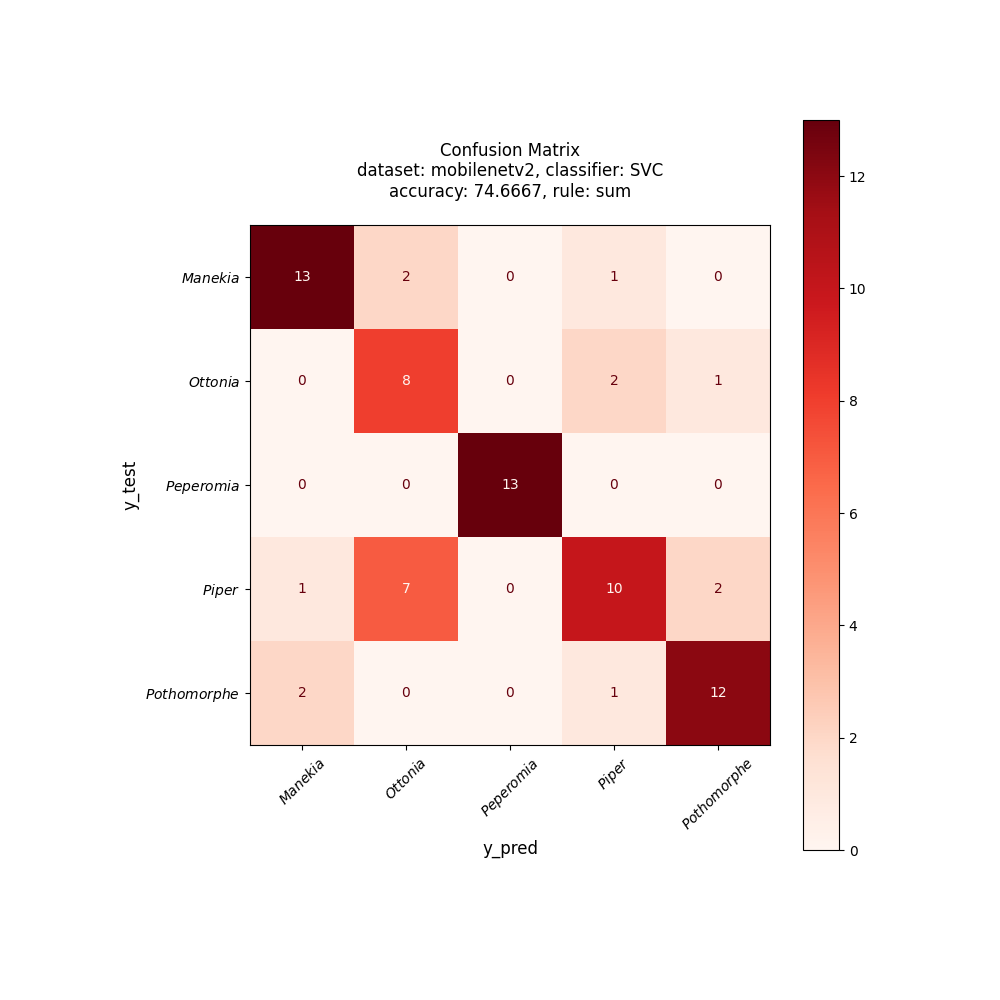 Confusion Matrix
dataset: mobilenetv2, classifier: SVC
accuracy: 74.6667, rule: sum
y_test
Manekia 13 2 0 1 0
Ottonia 0 8 0 2 1
Peperomia 0 0 13 0 0
Piper 1 7 0 10 2
Pothomorphe 2 0 0 1 12
Manekia Ottonia Peperomia Piper Pothomorphe
y_pred
12
10
8
6
4
2
0